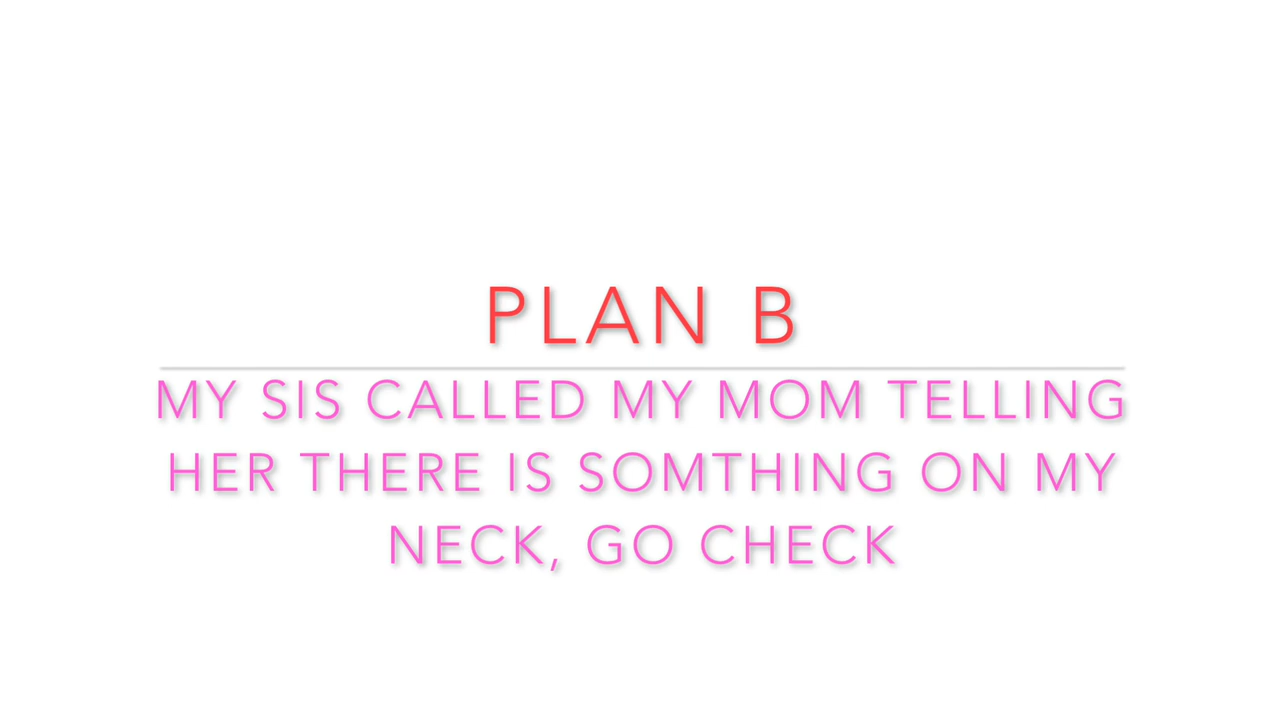 PLAN B
MY SIS CALLED MY MOM TELLING
HER THERE IS SOMTHING ON MY
NECK, GO CHECK